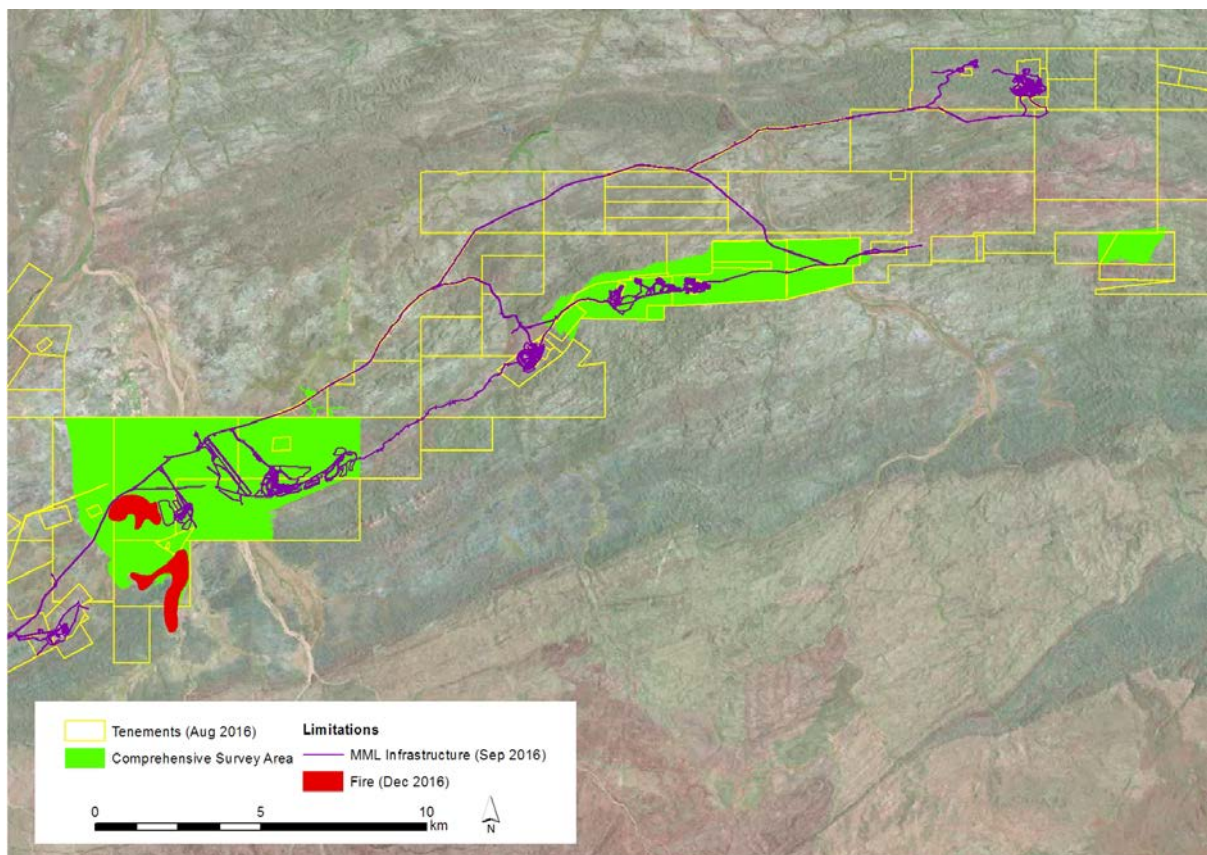 Tenements (Aug 2016)
Comprehensive Survey Area
Limitations
MML Infrastructure (Sep 2016)
Fire (Dec 2016)
0 5 10
km
N